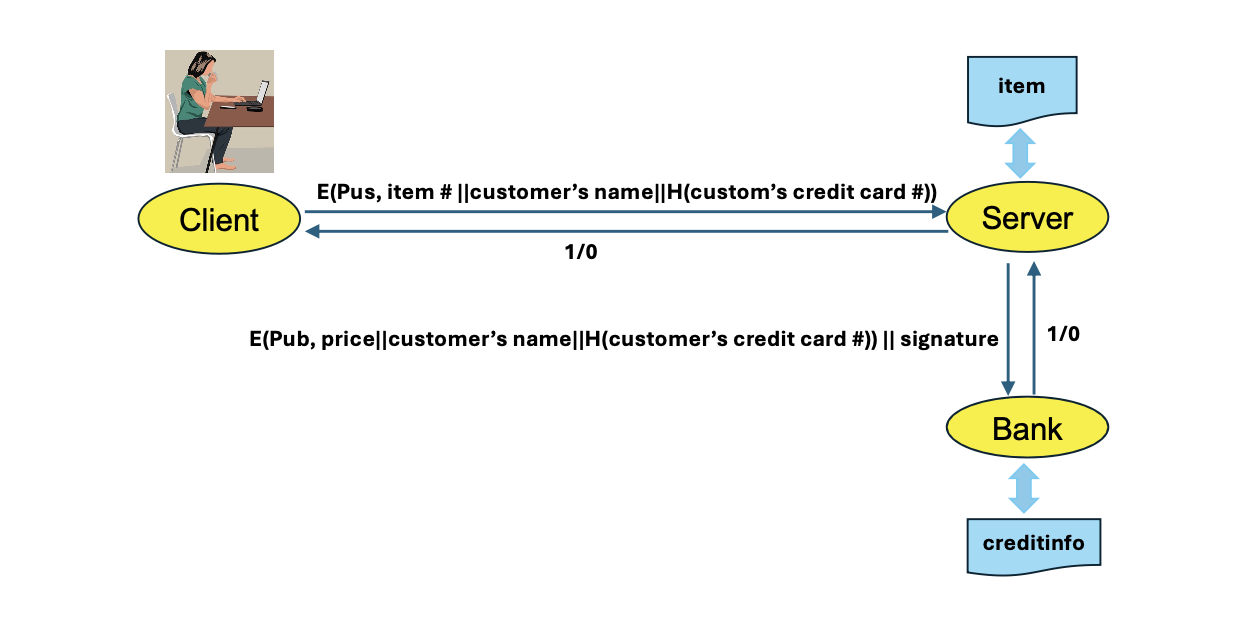 item
E(Pus, item # ||customer’s name||H(custom’s credit card #))
Client
Server
1/0
E(Pub, price||customer’s name||H(customer’s credit card #)) || signature
1/0
Bank
creditinfo